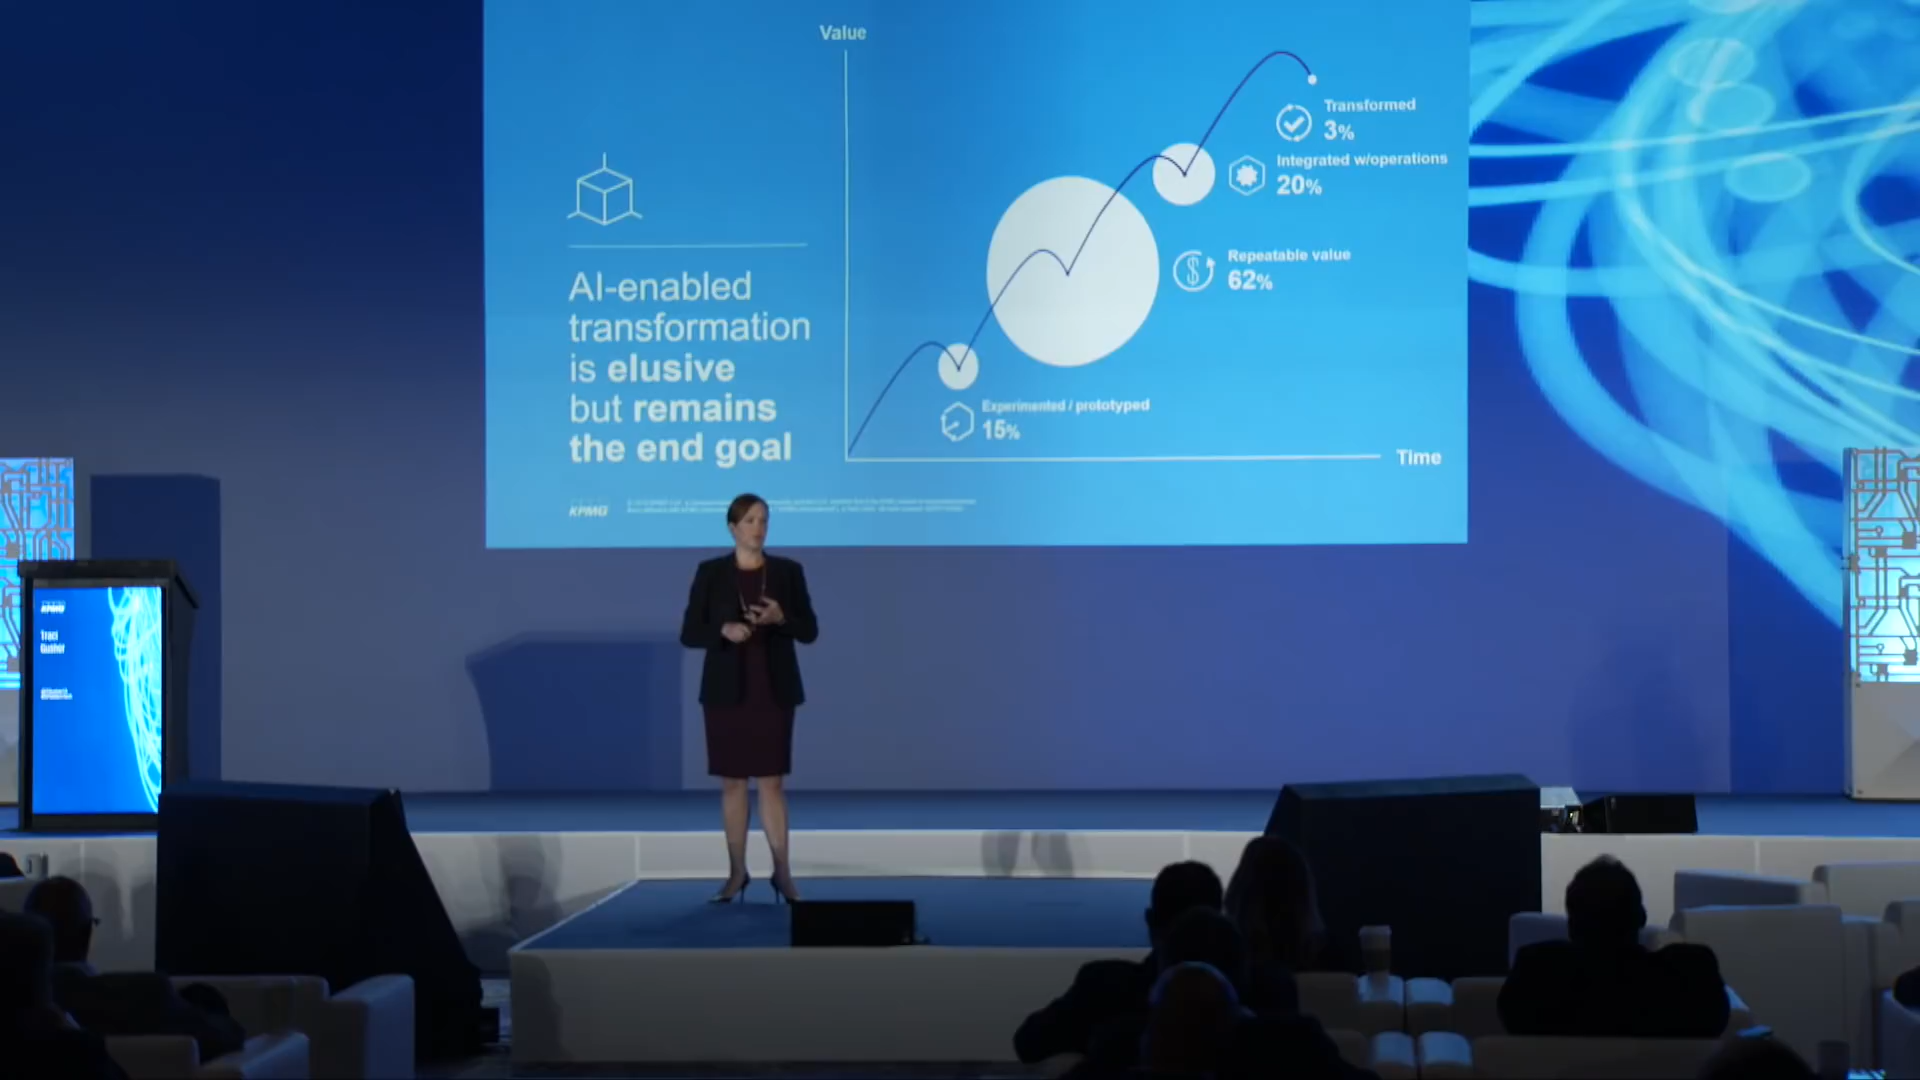 Value
Transformed
3%
Integrated w/operations
20%
Repeatable value
62%
Experimented / prototyped
15%
Time
AI-enabled
transformation
is elusive
but remains
the end goal
KPMG
KPMG
Traci
Gusher